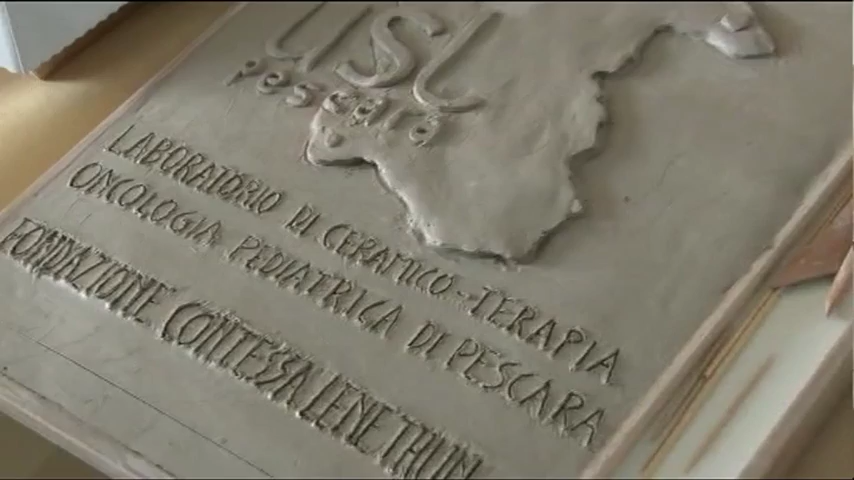 USL
Pescara
LABORATORIO DI CERAMICO-TERAPIA
ONCOLOGIA PEDIATRICA DI PESCARA
FONDAZIONE CONTESSA LENE THUN